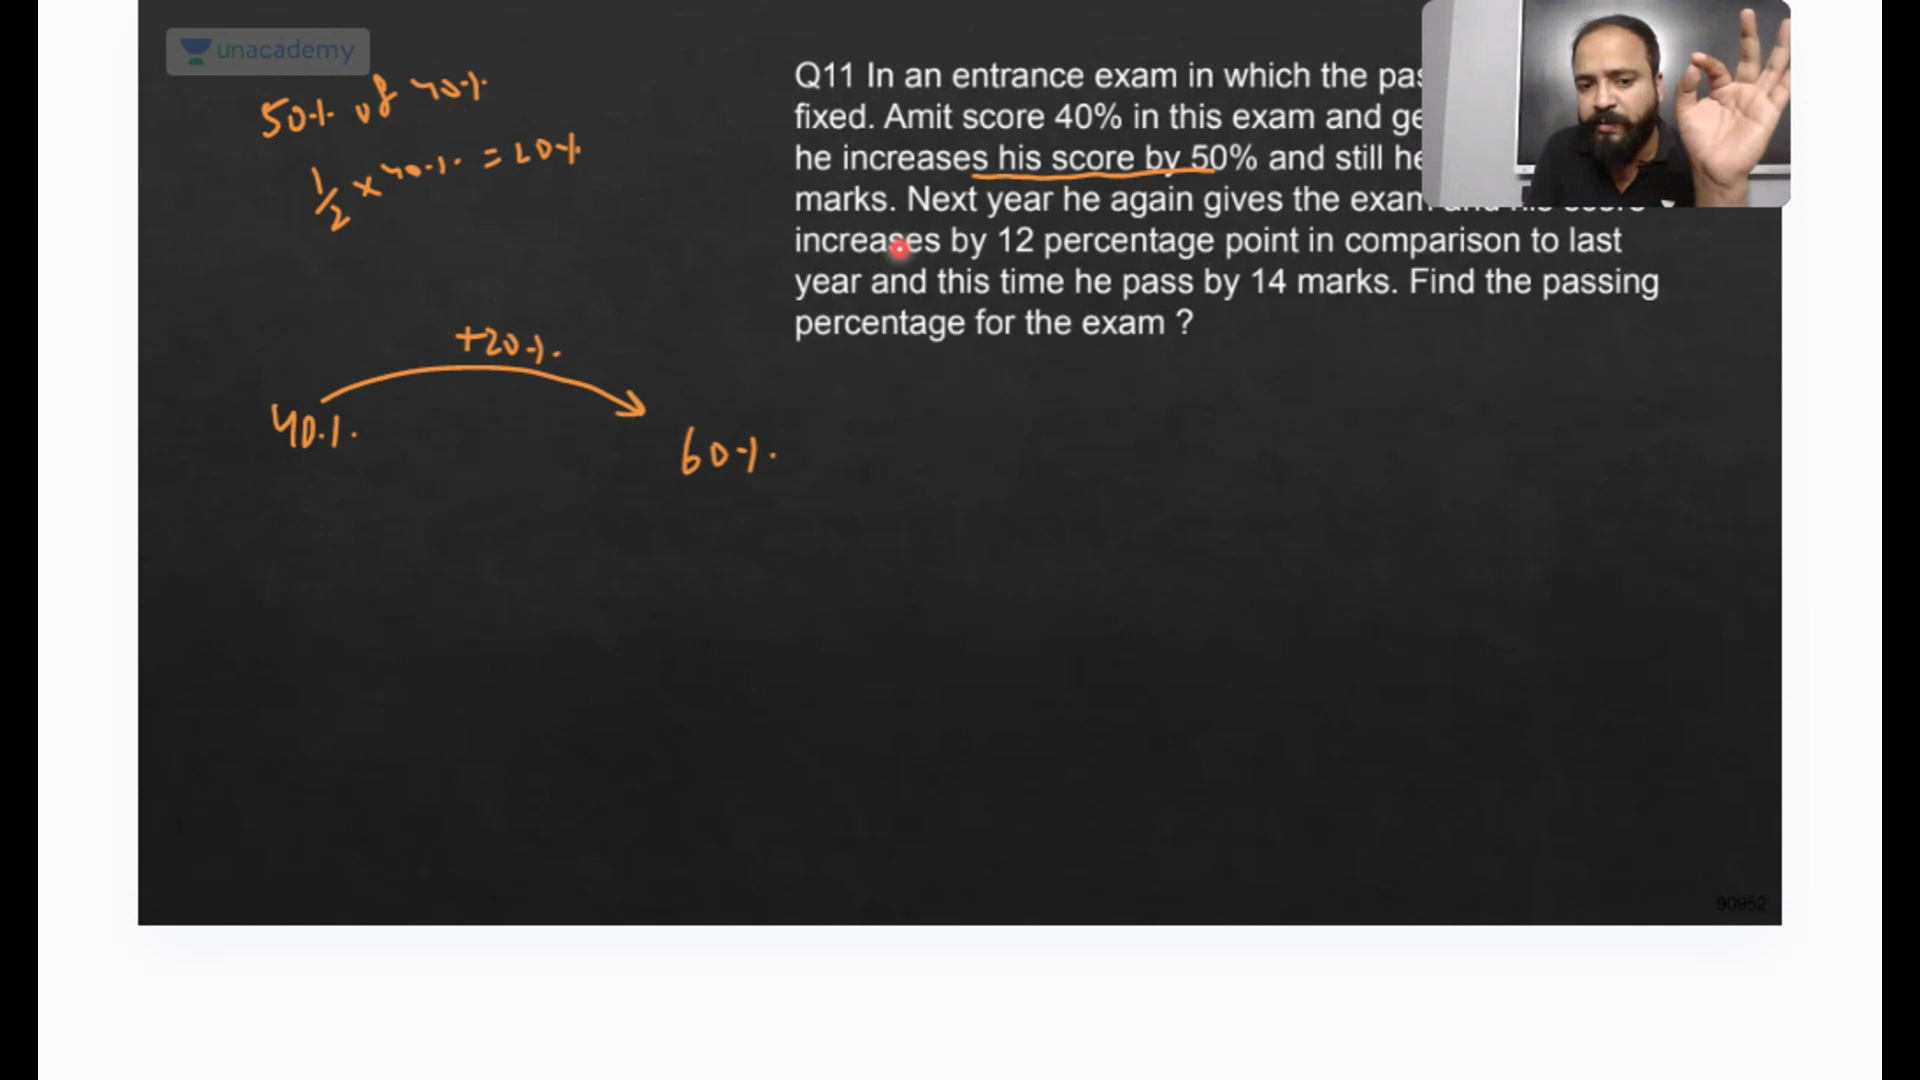 unacademy
50% of 40%
1/2 x 40% = 20%
Q11 In an entrance exam in which the
fixed. Amit score 40% in this exam and
he increases his score by 50% and still
marks. Next year he again gives the exam
increases by 12 percentage point in comparison to last
year and this time he pass by 14 marks. Find the passing
percentage for the exam ?
+20%.
40%.
60%.
90952